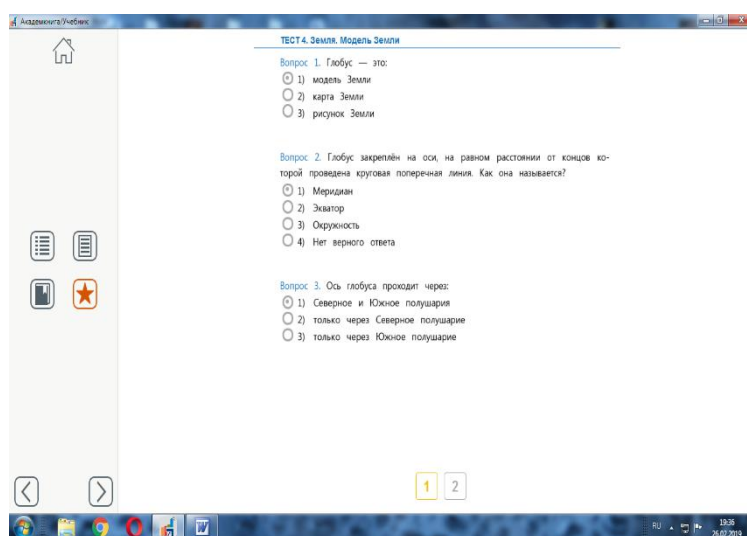 Академкнига/Учебник
ТЕСТ 4. Земля. Модель Земли
Вопрос 1. Глобус — это:
1) модель Земли
2) карта Земли
3) рисунок Земли
Вопрос 2. Глобус закреплён на оси, на равном расстоянии от концов ко-
торой проведена круговая поперечная линия. Как она называется?
1) Меридиан
2) Экватор
3) Окружность
4) Нет верного ответа
Вопрос 3. Ось глобуса проходит через:
1) Северное и Южное полушария
2) только через Северное полушарие
3) только через Южное полушарие
1 2
RU 19:36
26.02.2019